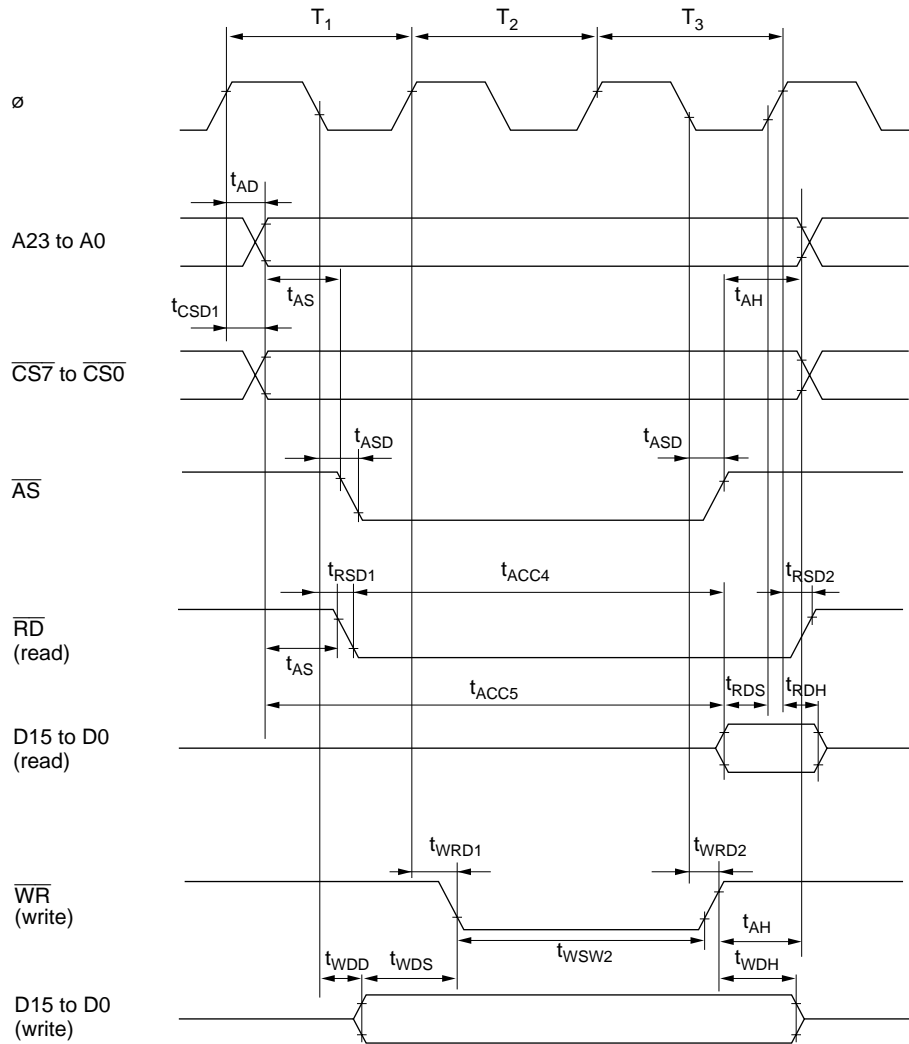 T1 T2 T3
ø
tAD
A23 to A0
tAS tAH
tCSD1
CS7 to CS0
tASD tASD
AS
tRSD1 tACC4 tRSD2
RD
(read)
tAS
tACC5 tRDS tRDH
D15 to D0
(read)
tWRD1 tWRD2
WR
(write)
tAH
tWSW2
tWDD tWDS tWDH
D15 to D0
(write)